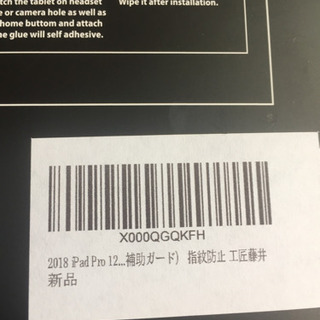 tch the tablet on headset
e or camera hole as well as
home buttom and attach
e glue will self adhesive.
Wipe it after installation.
X000QGQKFH
2018 iPad Pro 12...補助ガード） 指紋防止 工匠藤井
新品